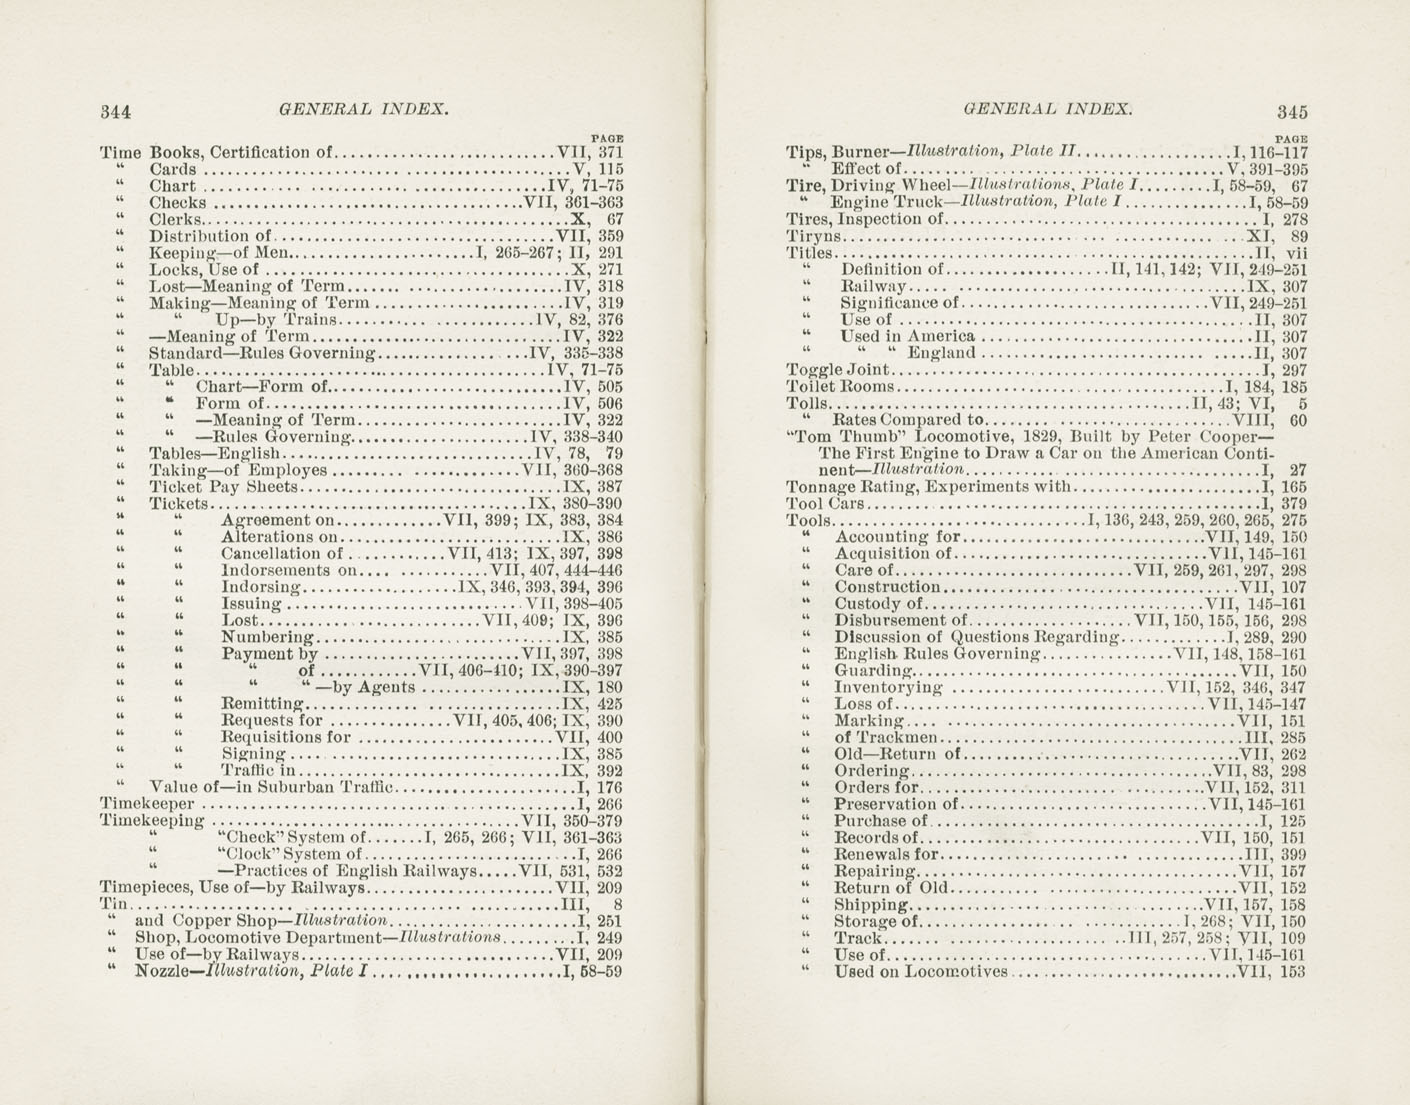 344 GENERAL INDEX.
PAGE
Time Books, Certification of..........................VII, 371
“ Cards ............................................V, 115
“ Chart .........................................IV, 71–75
“ Checks .....................................VII, 361–363
“ Clerks............................................X, 67
“ Distribution of.................................VII, 359
“ Keeping—of Men......................I, 265–267; II, 291
“ Locks, Use of ....................................X, 271
“ Lost—Meaning of Term..........................IV, 318
“ Making—Meaning of Term .......................IV, 319
“ “ Up—by Trains........................IV, 82, 376
“ —Meaning of Term..............................IV, 322
“ Standard—Rules Governing..................IV, 335–338
“ Table.........................................IV, 71–75
“ “ Chart—Form of............................IV, 505
“ “ Form of...................................IV, 506
“ “ —Meaning of Term.........................IV, 322
“ “ —Rules Governing.....................IV, 338–340
“ Tables—English..............................IV, 78, 79
“ Taking—of Employes ......................VII, 360–368
“ Ticket Pay Sheets...............................IX, 387
“ Tickets......................................IX, 380–390
“ “ Agreement on.............VII, 399; IX, 383, 384
“ “ Alterations on...........................IX, 386
“ “ Cancellation of ...........VII, 413; IX, 397, 398
“ “ Indorsements on................VII, 407, 444–446
“ “ Indorsing...................IX, 346, 393, 394, 396
“ “ Issuing ............................VII, 398–405
“ “ Lost...........................VII, 409; IX, 396
“ “ Numbering..............................IX, 385
“ “ Payment by ........................VII, 397, 398
“ “ “ of ............VII, 406–410; IX, 390–397
“ “ “ “ —by Agents .................IX, 180
“ “ Remitting...............................IX, 425
“ “ Requests for ..............VII, 405, 406; IX, 390
“ “ Requisitions for .......................VII, 400
“ “ Signing .................................IX, 385
“ “ Traffic in................................IX, 392
“ Value of—in Suburban Traffic......................I, 176
Timekeeper ..............................................I, 266
Timekeeping .....................................VII, 350–379
“ “Check” System of.......I, 265, 266; VII, 361–363
“ “Clock” System of..........................I, 266
“ —Practices of English Railways.....VII, 531, 532
Timepieces, Use of—by Railways.......................VII, 209
Tin.....................................................III, 8
“ and Copper Shop—Illustration.......................I, 251
“ Shop, Locomotive Department—Illustrations.........I, 249
“ Use of—by Railways...............................VII, 209
“ Nozzle—Illustration, Plate I .......................I, 58–59
GENERAL INDEX. 345
PAGE
Tips, Burner—Illustration, Plate II...................I, 116–117
“ Effect of.......................................V, 391–395
Tire, Driving Wheel—Illustrations, Plate I.........I, 58–59, 67
“ Engine Truck—Illustration, Plate I ...............I, 58–59
Tires, Inspection of.......................................I, 278
Tiryns..................................................XI, 89
Titles...................................................II, vii
“ Definition of....................II, 141, 142; VII, 249–251
“ Railway........................................IX, 307
“ Significance of..............................VII, 249–251
“ Use of ..........................................II, 307
“ Used in America .................................II, 307
“ “ “ England ................................II, 307
Toggle Joint..............................................I, 297
Toilet Rooms........................................I, 184, 185
Tolls............................................II, 43; VI, 5
“ Rates Compared to.............................VIII, 60
“Tom Thumb” Locomotive, 1829, Built by Peter Cooper—
The First Engine to Draw a Car on the American Conti-
nent—Illustration....................................I, 27
Tonnage Rating, Experiments with.......................I, 165
Tool Cars................................................I, 379
Tools...............................I, 136, 243, 259, 260, 265, 275
“ Accounting for..............................VII, 149, 150
“ Acquisition of...............................VII, 145–161
“ Care of.............................VII, 259, 261, 297, 298
“ Construction....................................VII, 107
“ Custody of...................................VII, 145–161
“ Disbursement of....................VII, 150, 155, 156, 298
“ Discussion of Questions Regarding.............I, 289, 290
“ English Rules Governing................VII, 148, 158–161
“ Guarding........................................VII, 150
“ Inventorying ..........................VII, 152, 346, 347
“ Loss of.......................................VII, 145–147
“ Marking.........................................VII, 151
“ of Trackmen.....................................III, 285
“ Old—Return of..................................VII, 262
“ Ordering.....................................VII, 83, 298
“ Orders for...................................VII, 152, 311
“ Preservation of..............................VII, 145–161
“ Purchase of........................................I, 125
“ Records of...................................VII, 150, 151
“ Renewals for....................................III, 399
“ Repairing.......................................VII, 157
“ Return of Old...................................VII, 152
“ Shipping.....................................VII, 157, 158
“ Storage of...............................I, 268; VII, 150
“ Track..........................III, 257, 258; VII, 109
“ Use of.......................................VII, 145–161
“ Used on Locomotives............................VII, 153